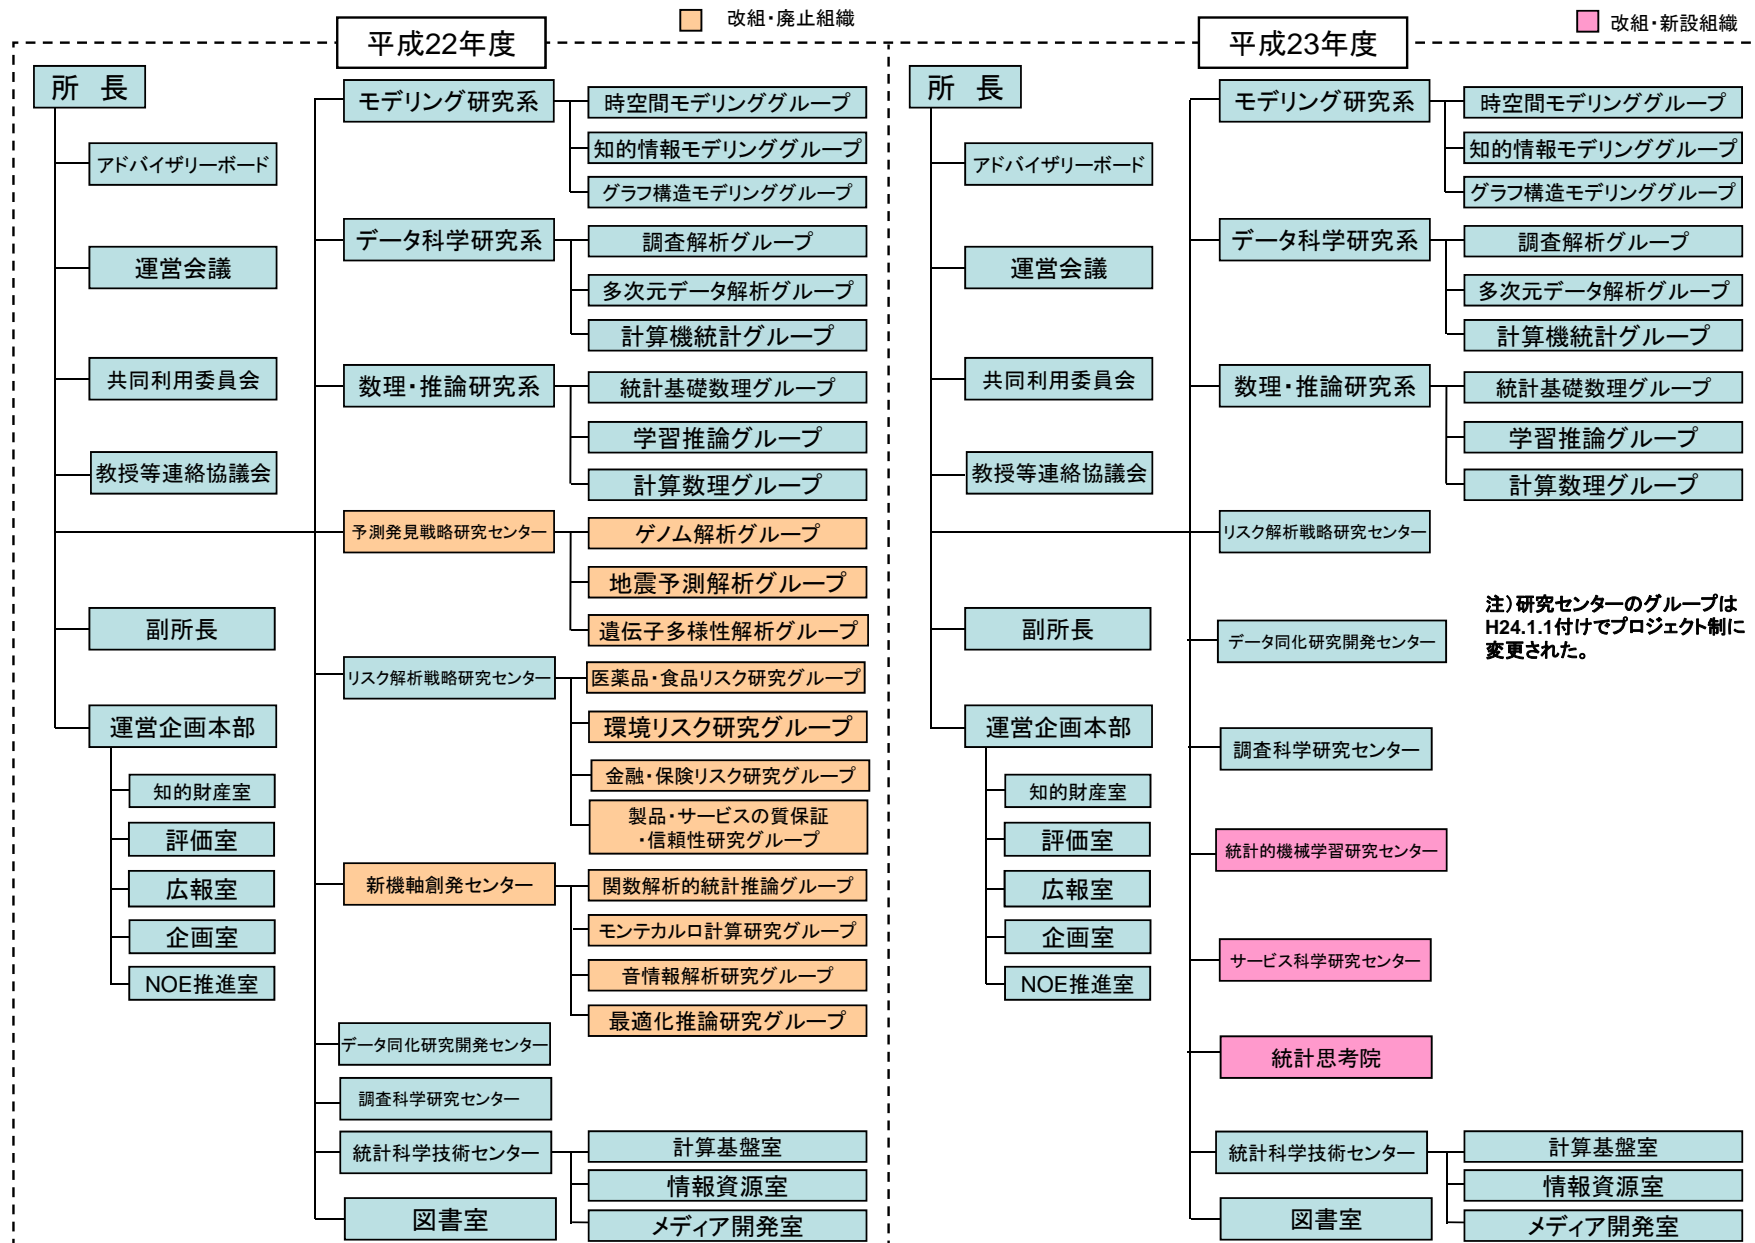 改組・廃止組織
平成22年度
所 長
アドバイザリーボード
運営会議
共同利用委員会
教授等連絡協議会
副所長
運営企画本部
知的財産室
評価室
広報室
企画室
NOE推進室
モデリング研究系
時空間モデリンググループ
知的情報モデリンググループ
グラフ構造モデリンググループ
データ科学研究系
調査解析グループ
多次元データ解析グループ
計算機統計グループ
数理・推論研究系
統計基礎数理グループ
学習推論グループ
計算数理グループ
予測発見戦略研究センター
ゲノム解析グループ
地震予測解析グループ
遺伝子多様性解析グループ
リスク解析戦略研究センター
医薬品・食品リスク研究グループ
環境リスク研究グループ
金融・保険リスク研究グループ
製品・サービスの質保証
・信頼性研究グループ
新機軸創発センター
関数解析的統計推論グループ
モンテカルロ計算研究グループ
音情報解析研究グループ
最適化推論研究グループ
データ同化研究開発センター
調査科学研究センター
統計科学技術センター
計算基盤室
情報資源室
メディア開発室
図書室
改組・新設組織
平成23年度
所 長
アドバイザリーボード
運営会議
共同利用委員会
教授等連絡協議会
副所長
運営企画本部
知的財産室
評価室
広報室
企画室
NOE推進室
モデリング研究系
時空間モデリンググループ
知的情報モデリンググループ
グラフ構造モデリンググループ
データ科学研究系
調査解析グループ
多次元データ解析グループ
計算機統計グループ
数理・推論研究系
統計基礎数理グループ
学習推論グループ
計算数理グループ
リスク解析戦略研究センター
注)研究センターのグループは
H24.1.1付けでプロジェクト制に
変更された。
データ同化研究開発センター
調査科学研究センター
統計的機械学習研究センター
サービス科学研究センター
統計思考院
統計科学技術センター
計算基盤室
情報資源室
メディア開発室
図書室